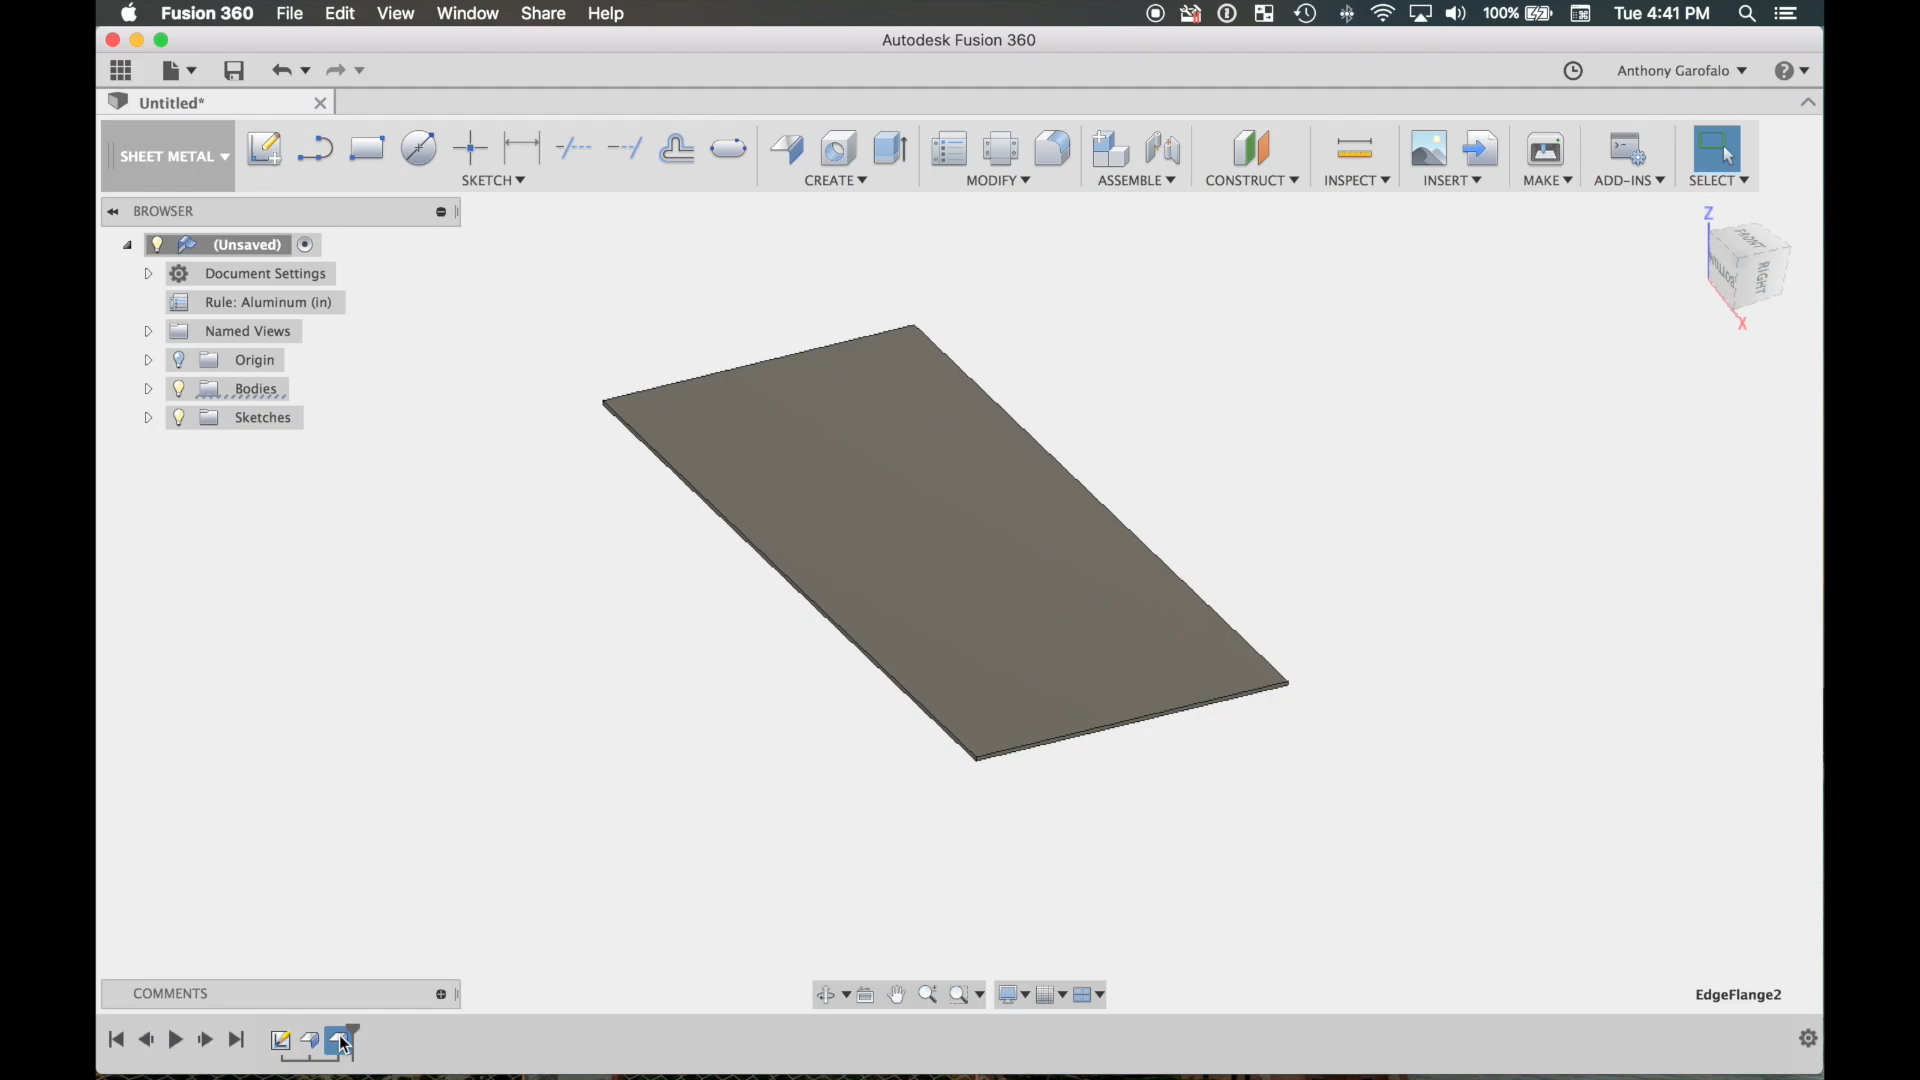 Fusion 360 File Edit View Window Share Help 100% Tue 4:41 PM
Autodesk Fusion 360
Anthony Garofalo
Untitled*
SHEET METAL
SKETCH CREATE MODIFY ASSEMBLE CONSTRUCT INSPECT INSERT MAKE ADD-INS SELECT
BROWSER
(Unsaved)
Document Settings
Rule: Aluminum (in)
Named Views
Origin
Bodies
Sketches
Z
FRONT
BOTTOM
RIGHT
X
COMMENTS
EdgeFlange2